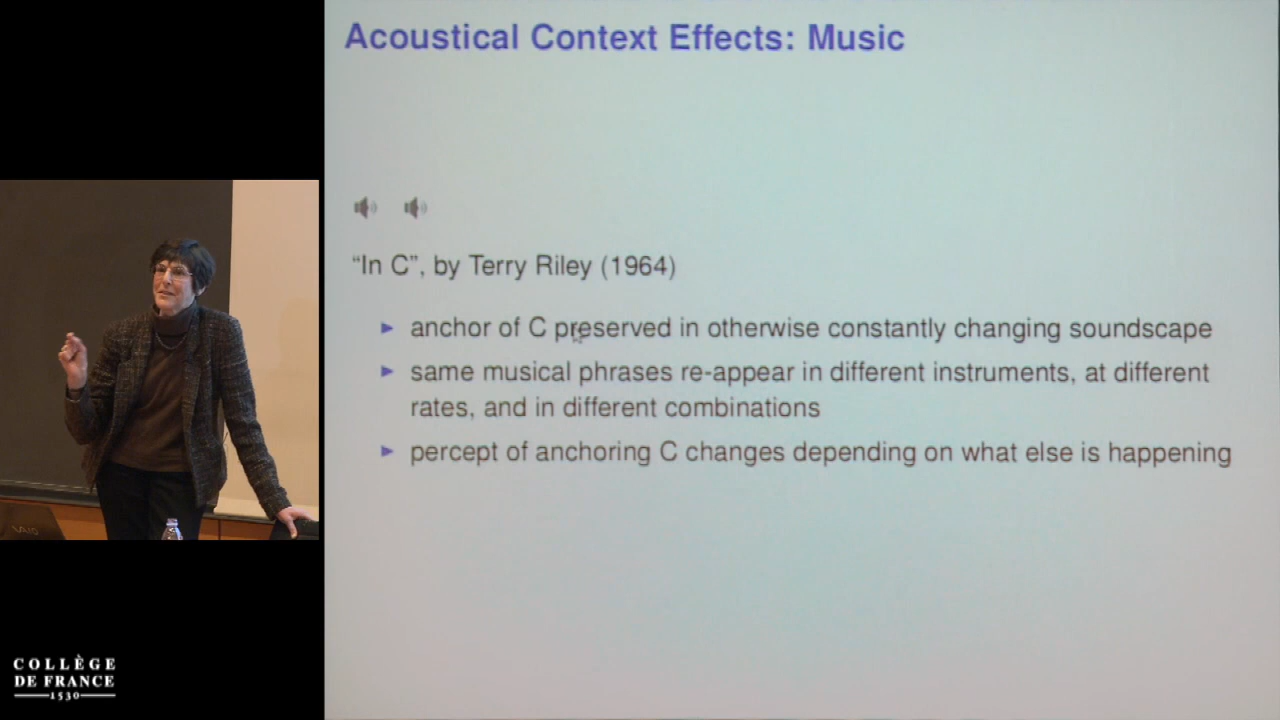 Acoustical Context Effects: Music
“In C”, by Terry Riley (1964)
anchor of C preserved in otherwise constantly changing soundscape
same musical phrases re-appear in different instruments, at different
rates, and in different combinations
percept of anchoring C changes depending on what else is happening
VAIO
COLLÈGE
DE FRANCE
1530